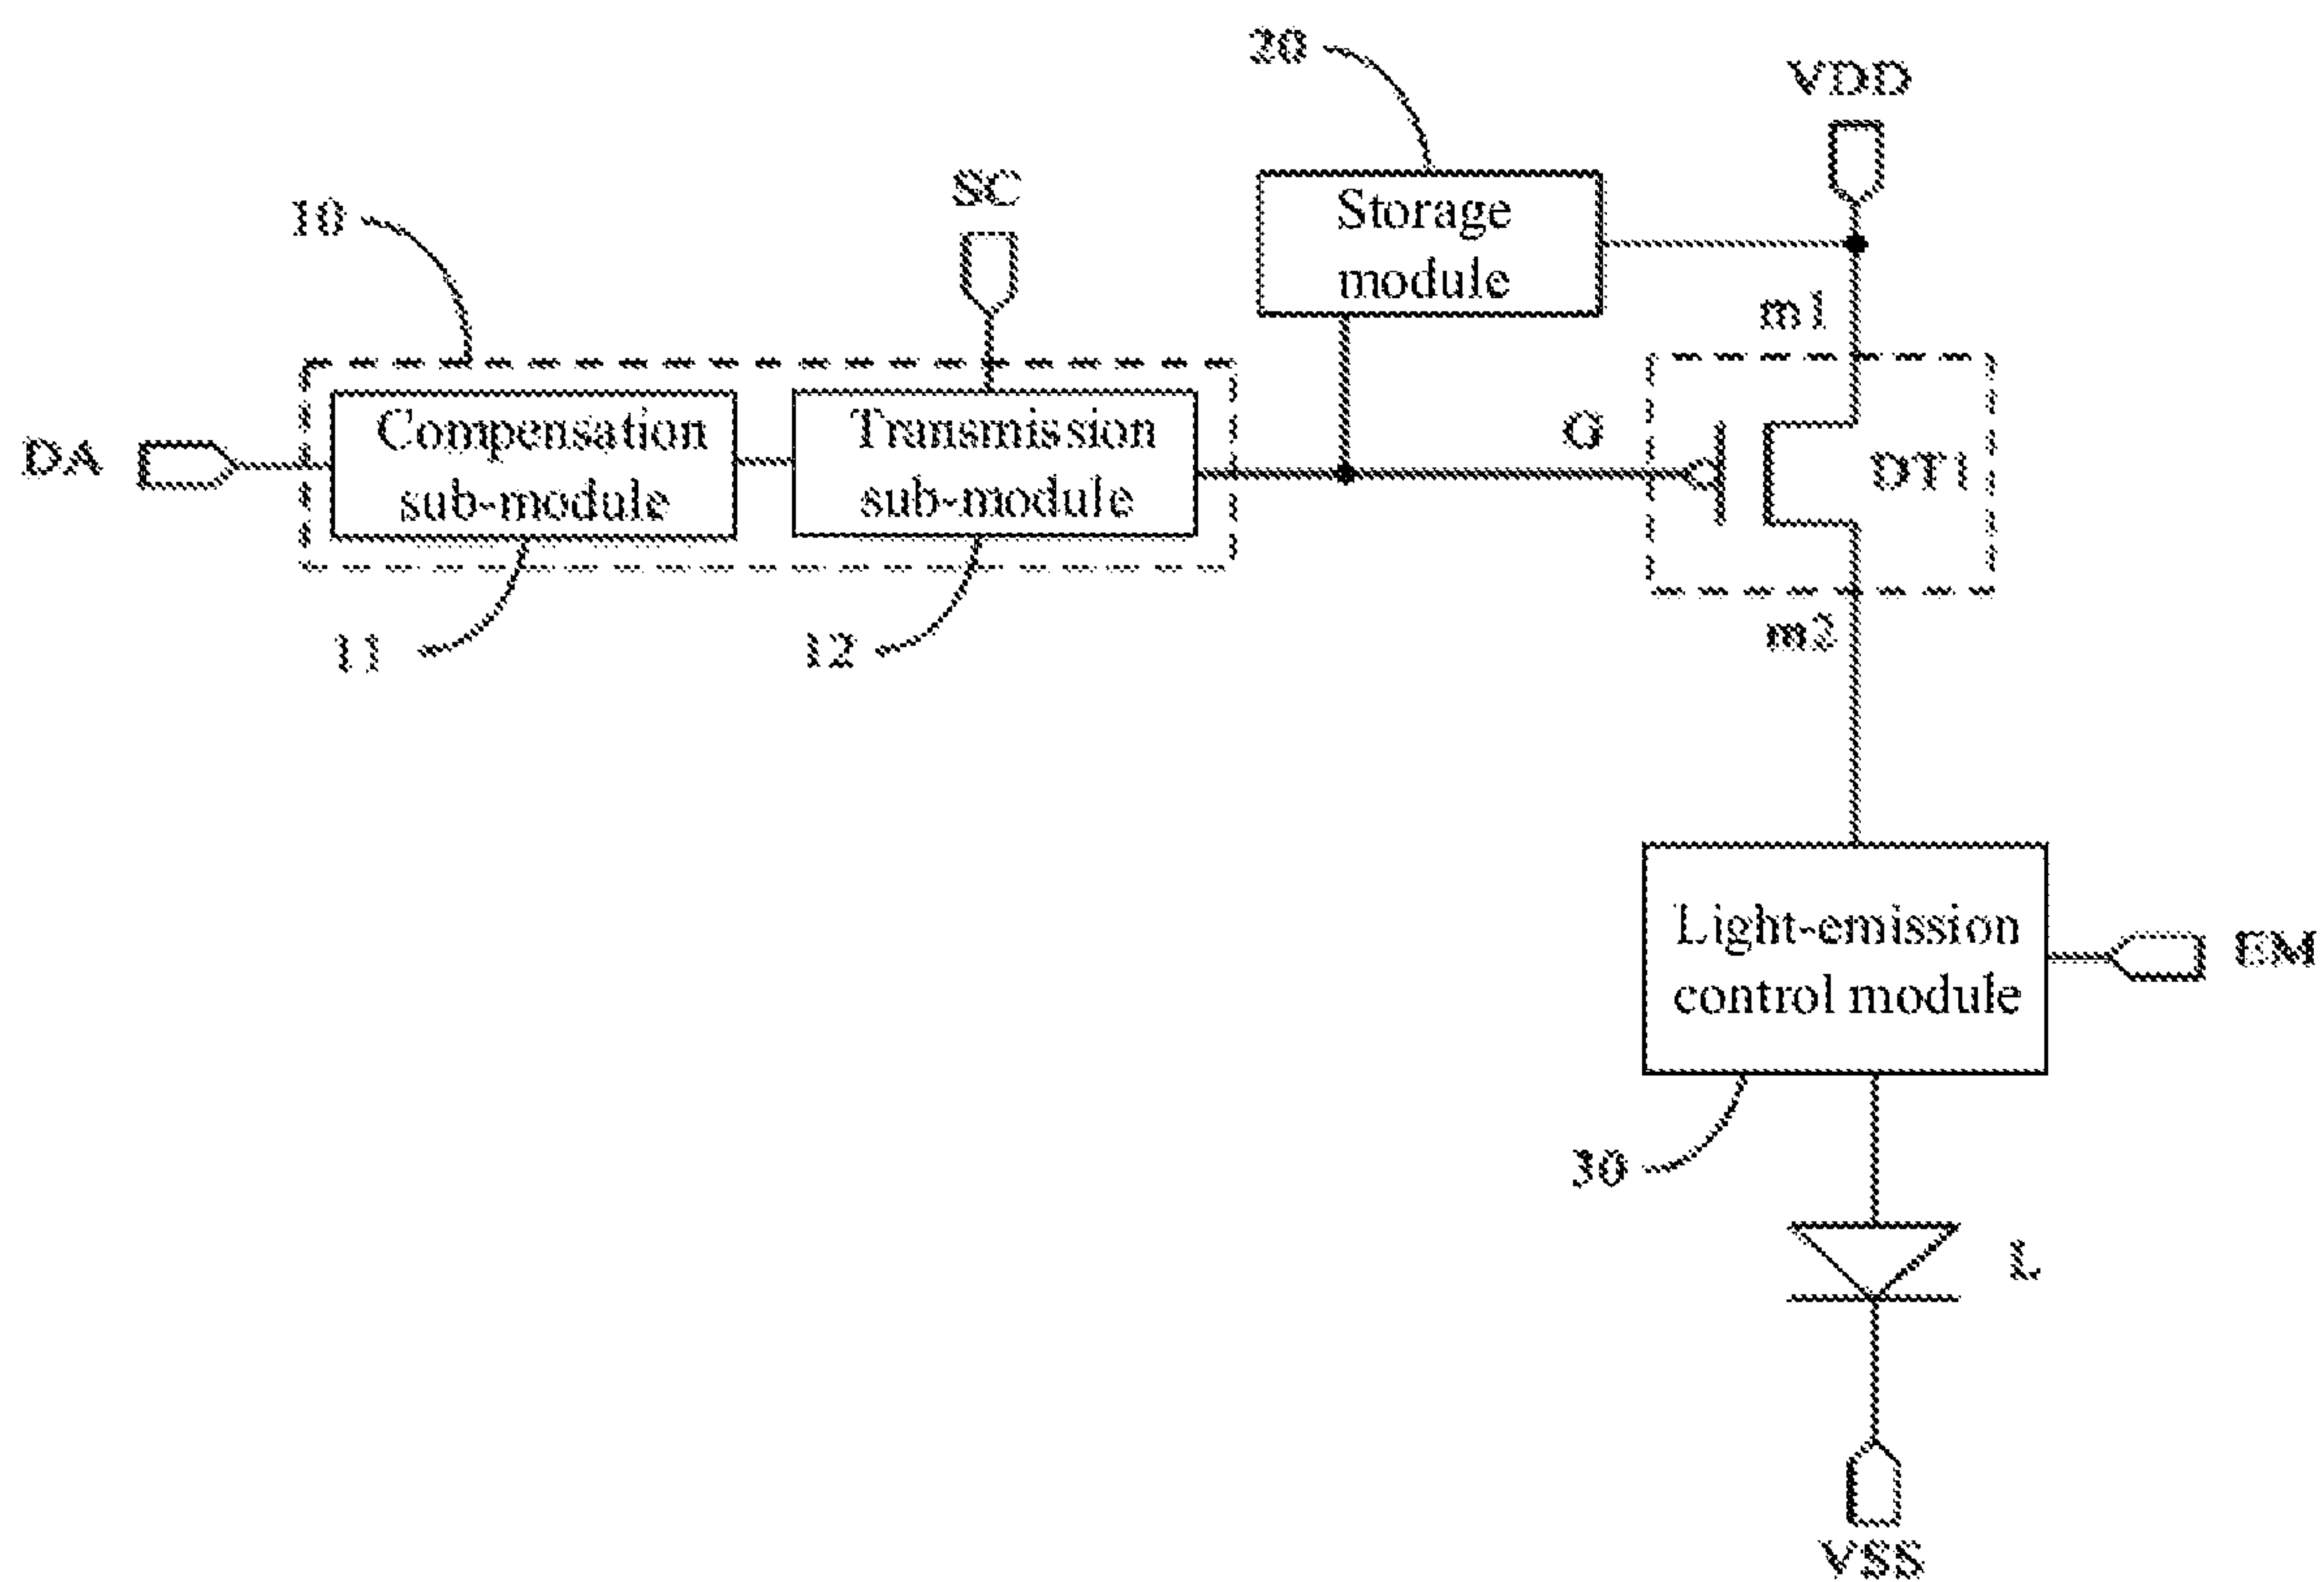 20
VDD
SC
10
Storage
module
m1
DA
Compensation
sub-module
Transmission
sub-module
G
DT1
11
12
m2
Light-emission
control module
EM
30
L
VSS